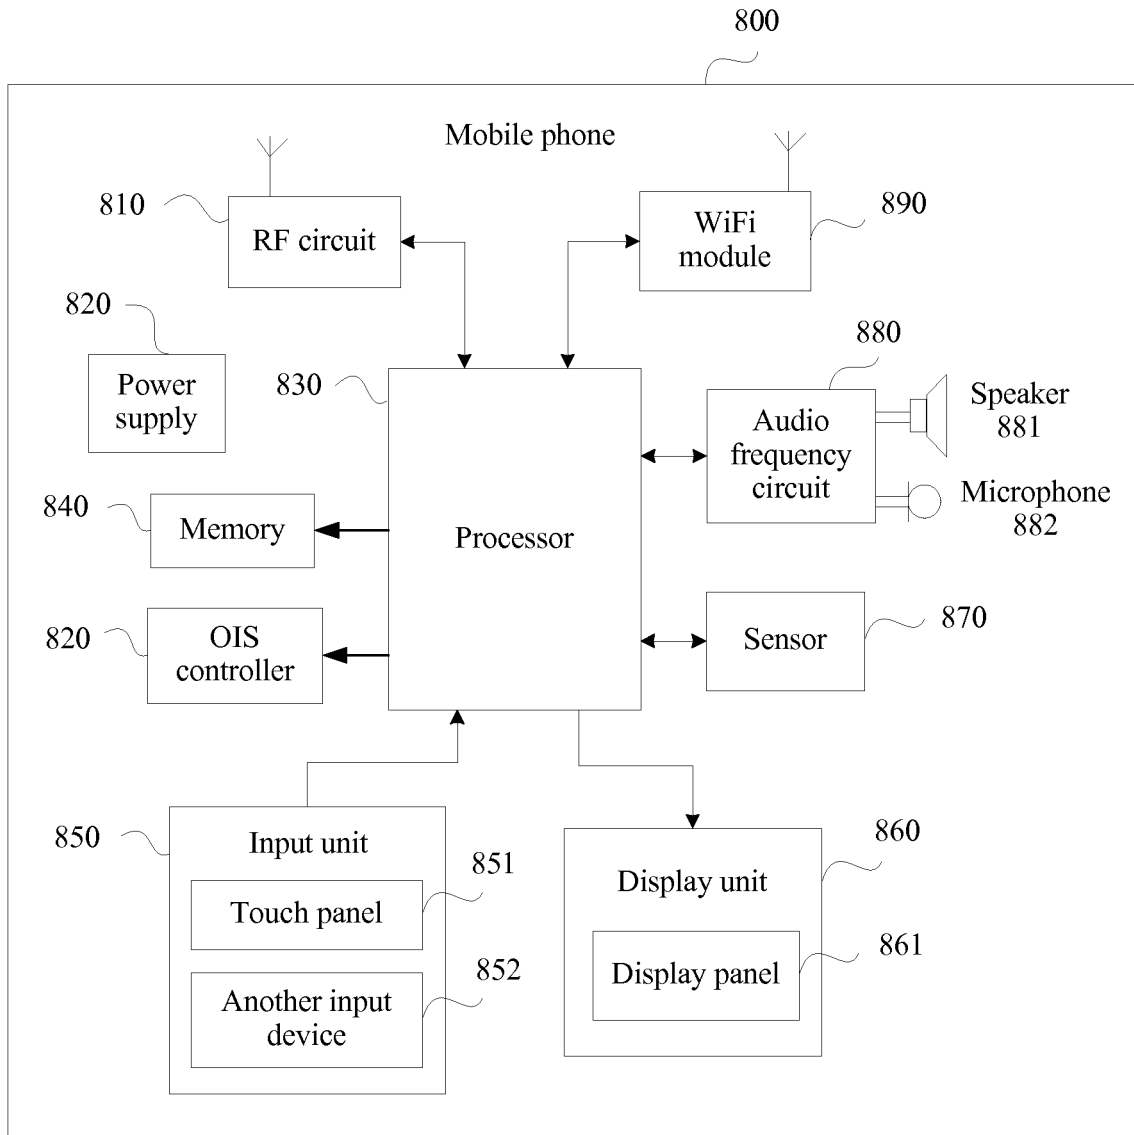 800
Mobile phone
810
RF circuit
WiFi
module
890
820
Power
supply
830
880
Audio
frequency
circuit
Speaker
881
Microphone
882
840
Memory
Processor
820
OIS
controller
Sensor
870
850
Input unit
851
Touch panel
852
Another input
device
860
Display unit
861
Display panel